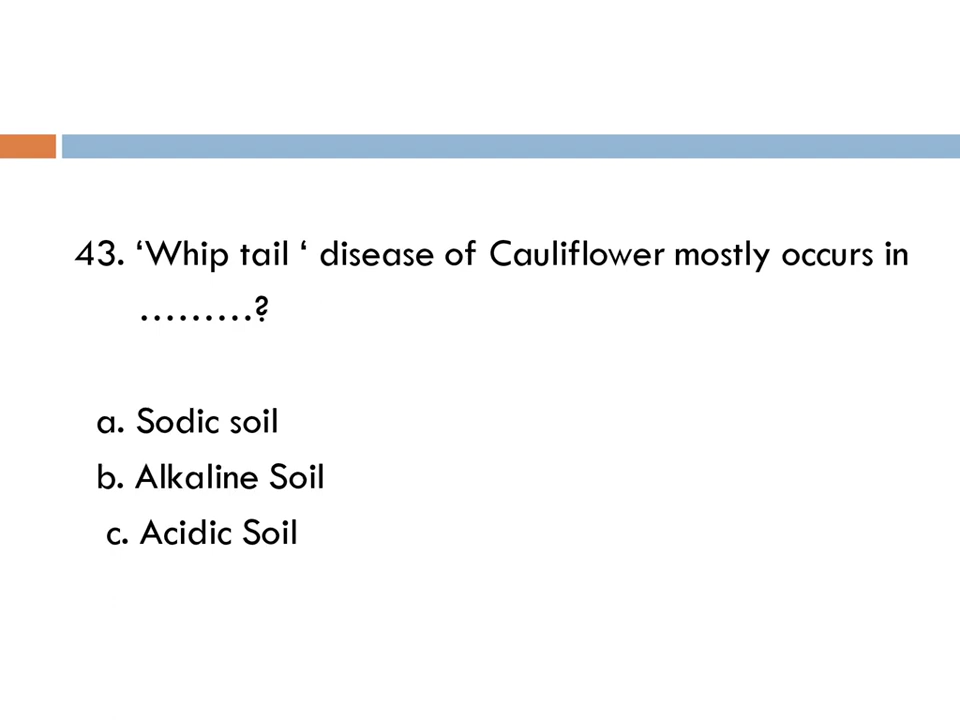 43. ‘Whip tail ‘ disease of Cauliflower mostly occurs in
………?
a. Sodic soil
b. Alkaline Soil
c. Acidic Soil